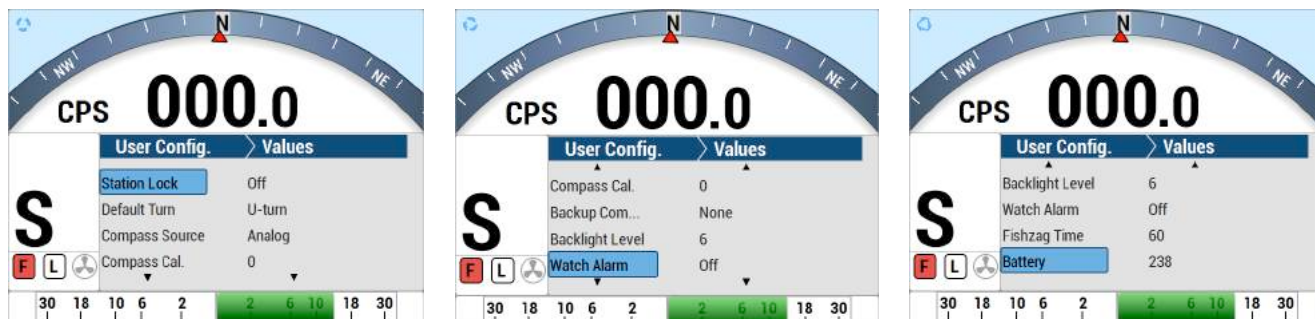 N
NW
NE
CPS 000.0
User Config. Values
Station Lock Off
Default Turn U-turn
Compass Source Analog
Compass Cal. 0
S
F L
30 18 10 6 2 2 6 10 18 30
N
NW
NE
CPS 000.0
User Config. Values
Compass Cal. 0
Backup Com... None
Backlight Level 6
Watch Alarm Off
S
F L
30 18 10 6 2 2 6 10 18 30
N
NW
NE
CPS 000.0
User Config. Values
Backlight Level 6
Watch Alarm Off
Fishzag Time 60
Battery 238
S
F L
30 18 10 6 2 2 6 10 18 30